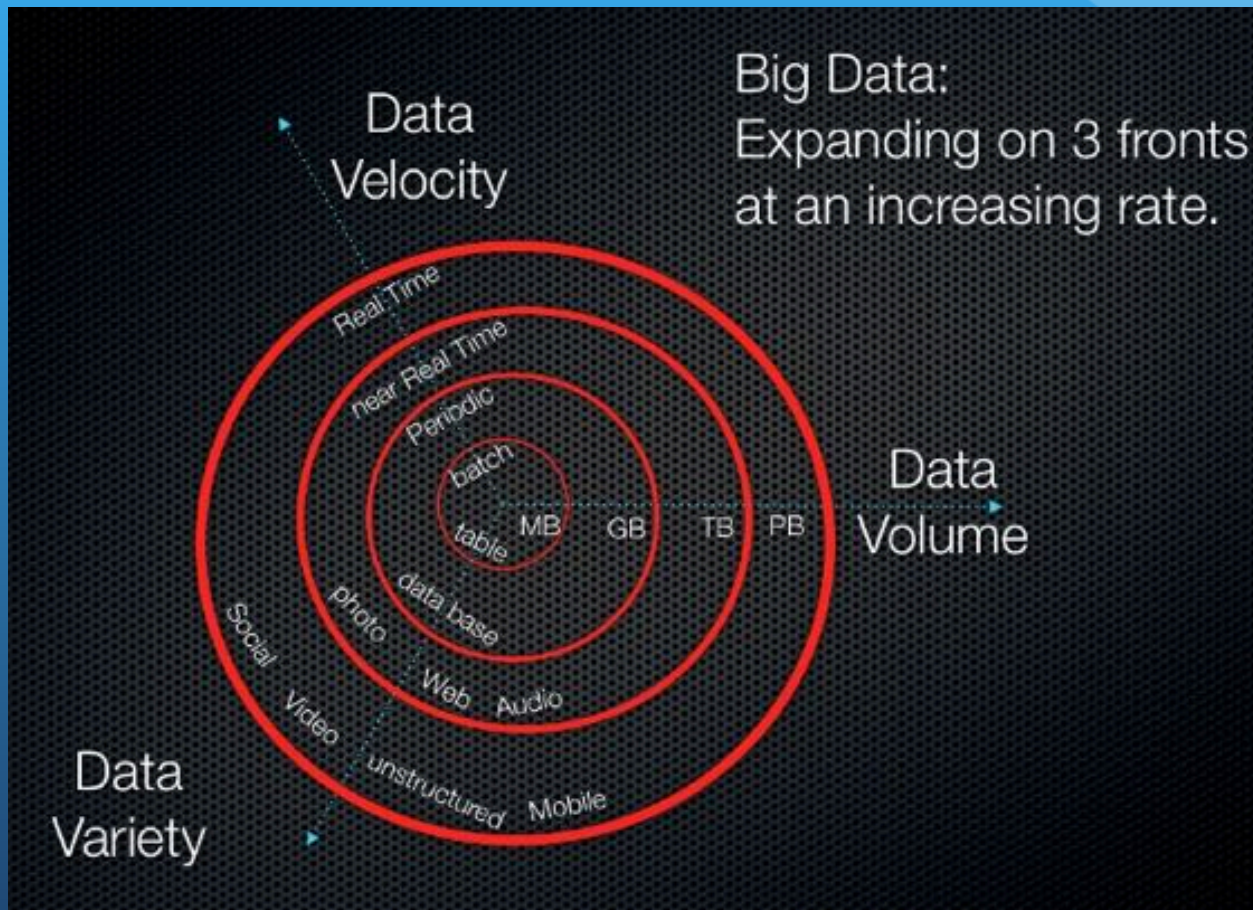 Big Data:
Expanding on 3 fronts
at an increasing rate.
Data
Velocity
Real Time
near Real Time
Periodic
batch
Data
Volume
MB GB TB PB
table
data base
photo
Web
Audio
Social
Video
unstructured
Mobile
Data
Variety